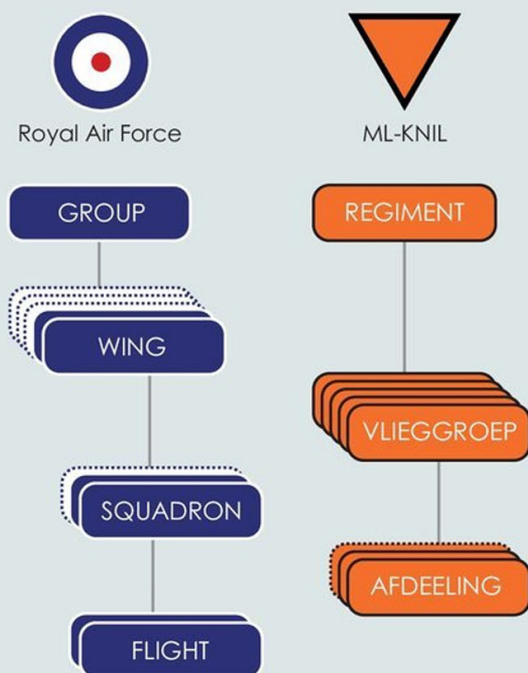 Royal Air Force
ML-KNIL
GROUP
REGIMENT
WING
VLIEGGROEP
SQUADRON
AFDEELING
FLIGHT